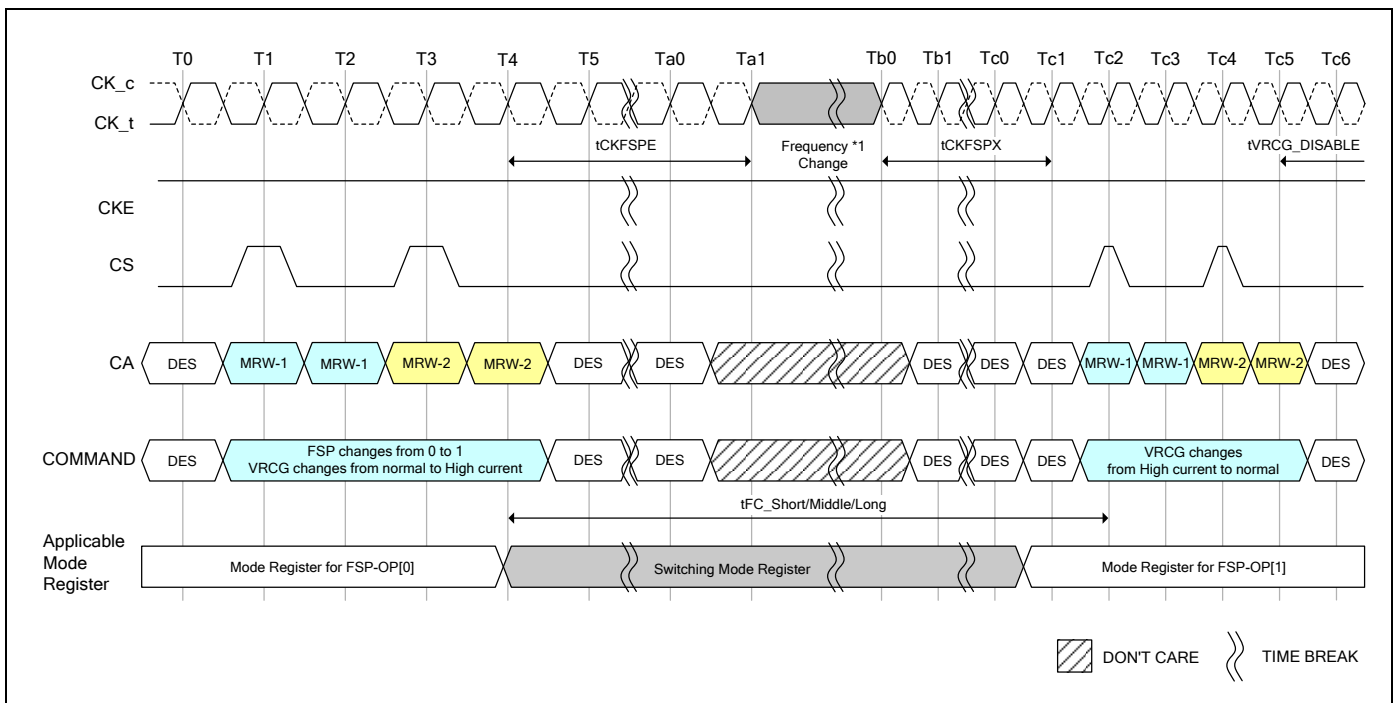 T0 T1 T2 T3 T4 T5 Ta0 Ta1 Tb0 Tb1 Tc0 Tc1 Tc2 Tc3 Tc4 Tc5 Tc6
CK_c
CK_t
tCKFSPE
Frequency *1
Change
tCKFSPX
tVRCG_DISABLE
CKE
CS
CA DES MRW-1 MRW-1 MRW-2 MRW-2 DES DES DES DES DES MRW-1 MRW-1 MRW-2 MRW-2 DES
COMMAND DES
FSP changes from 0 to 1
VRCG changes from normal to High current
DES DES DES DES DES
VRCG changes
from High current to normal
DES
tFC_Short/Middle/Long
Applicable
Mode
Register
Mode Register for FSP-OP[0] Switching Mode Register Mode Register for FSP-OP[1]
DON'T CARE TIME BREAK